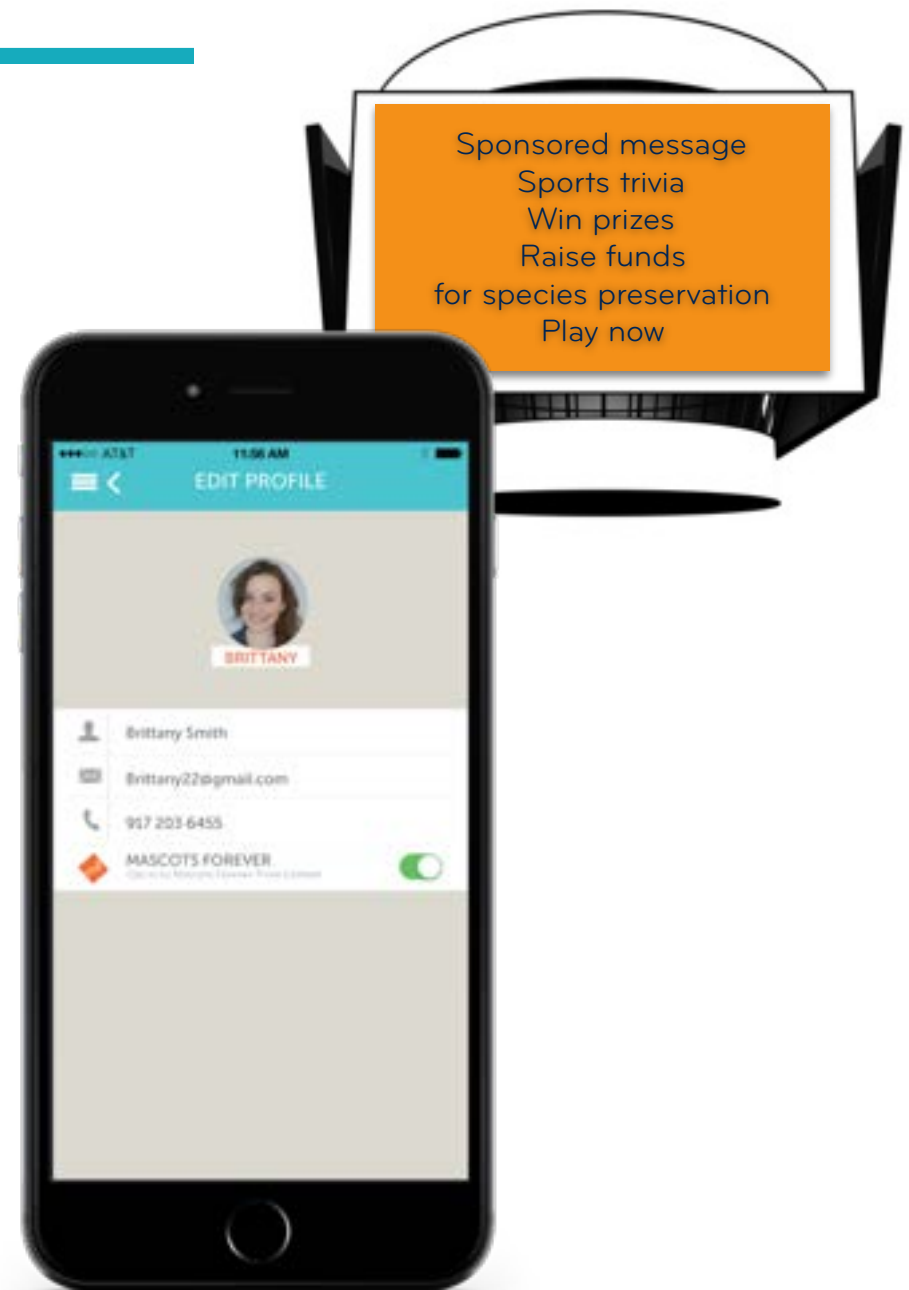 Sponsored message
Sports trivia
Win prizes
Raise funds
for species preservation
Play now
AT&T 11:56 AM
EDIT PROFILE
BRITTANY
Brittany Smith
Brittany22@gmail.com
917 203 6455
MASCOTS FOREVER